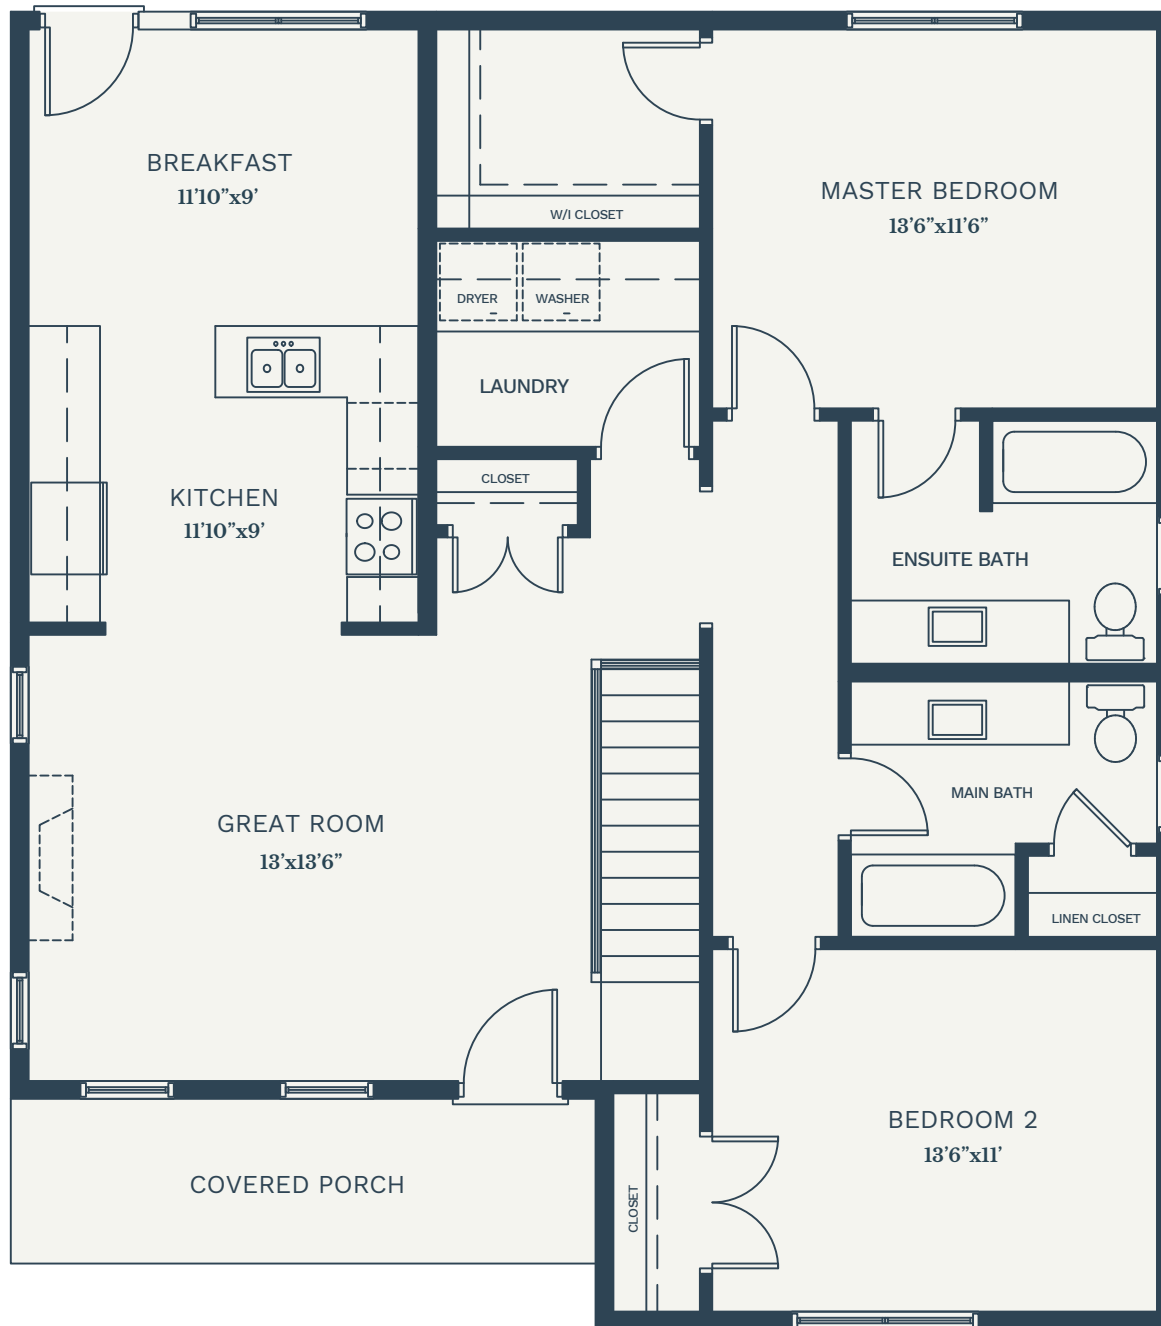 BREAKFAST
11'10"x9'
W/I CLOSET
MASTER BEDROOM
13'6"x11'6"
DRYER
WASHER
LAUNDRY
CLOSET
KITCHEN
11'10"x9'
ENSUITE BATH
MAIN BATH
GREAT ROOM
13'x13'6"
LINEN CLOSET
BEDROOM 2
13'6"x11'
COVERED PORCH
CLOSET